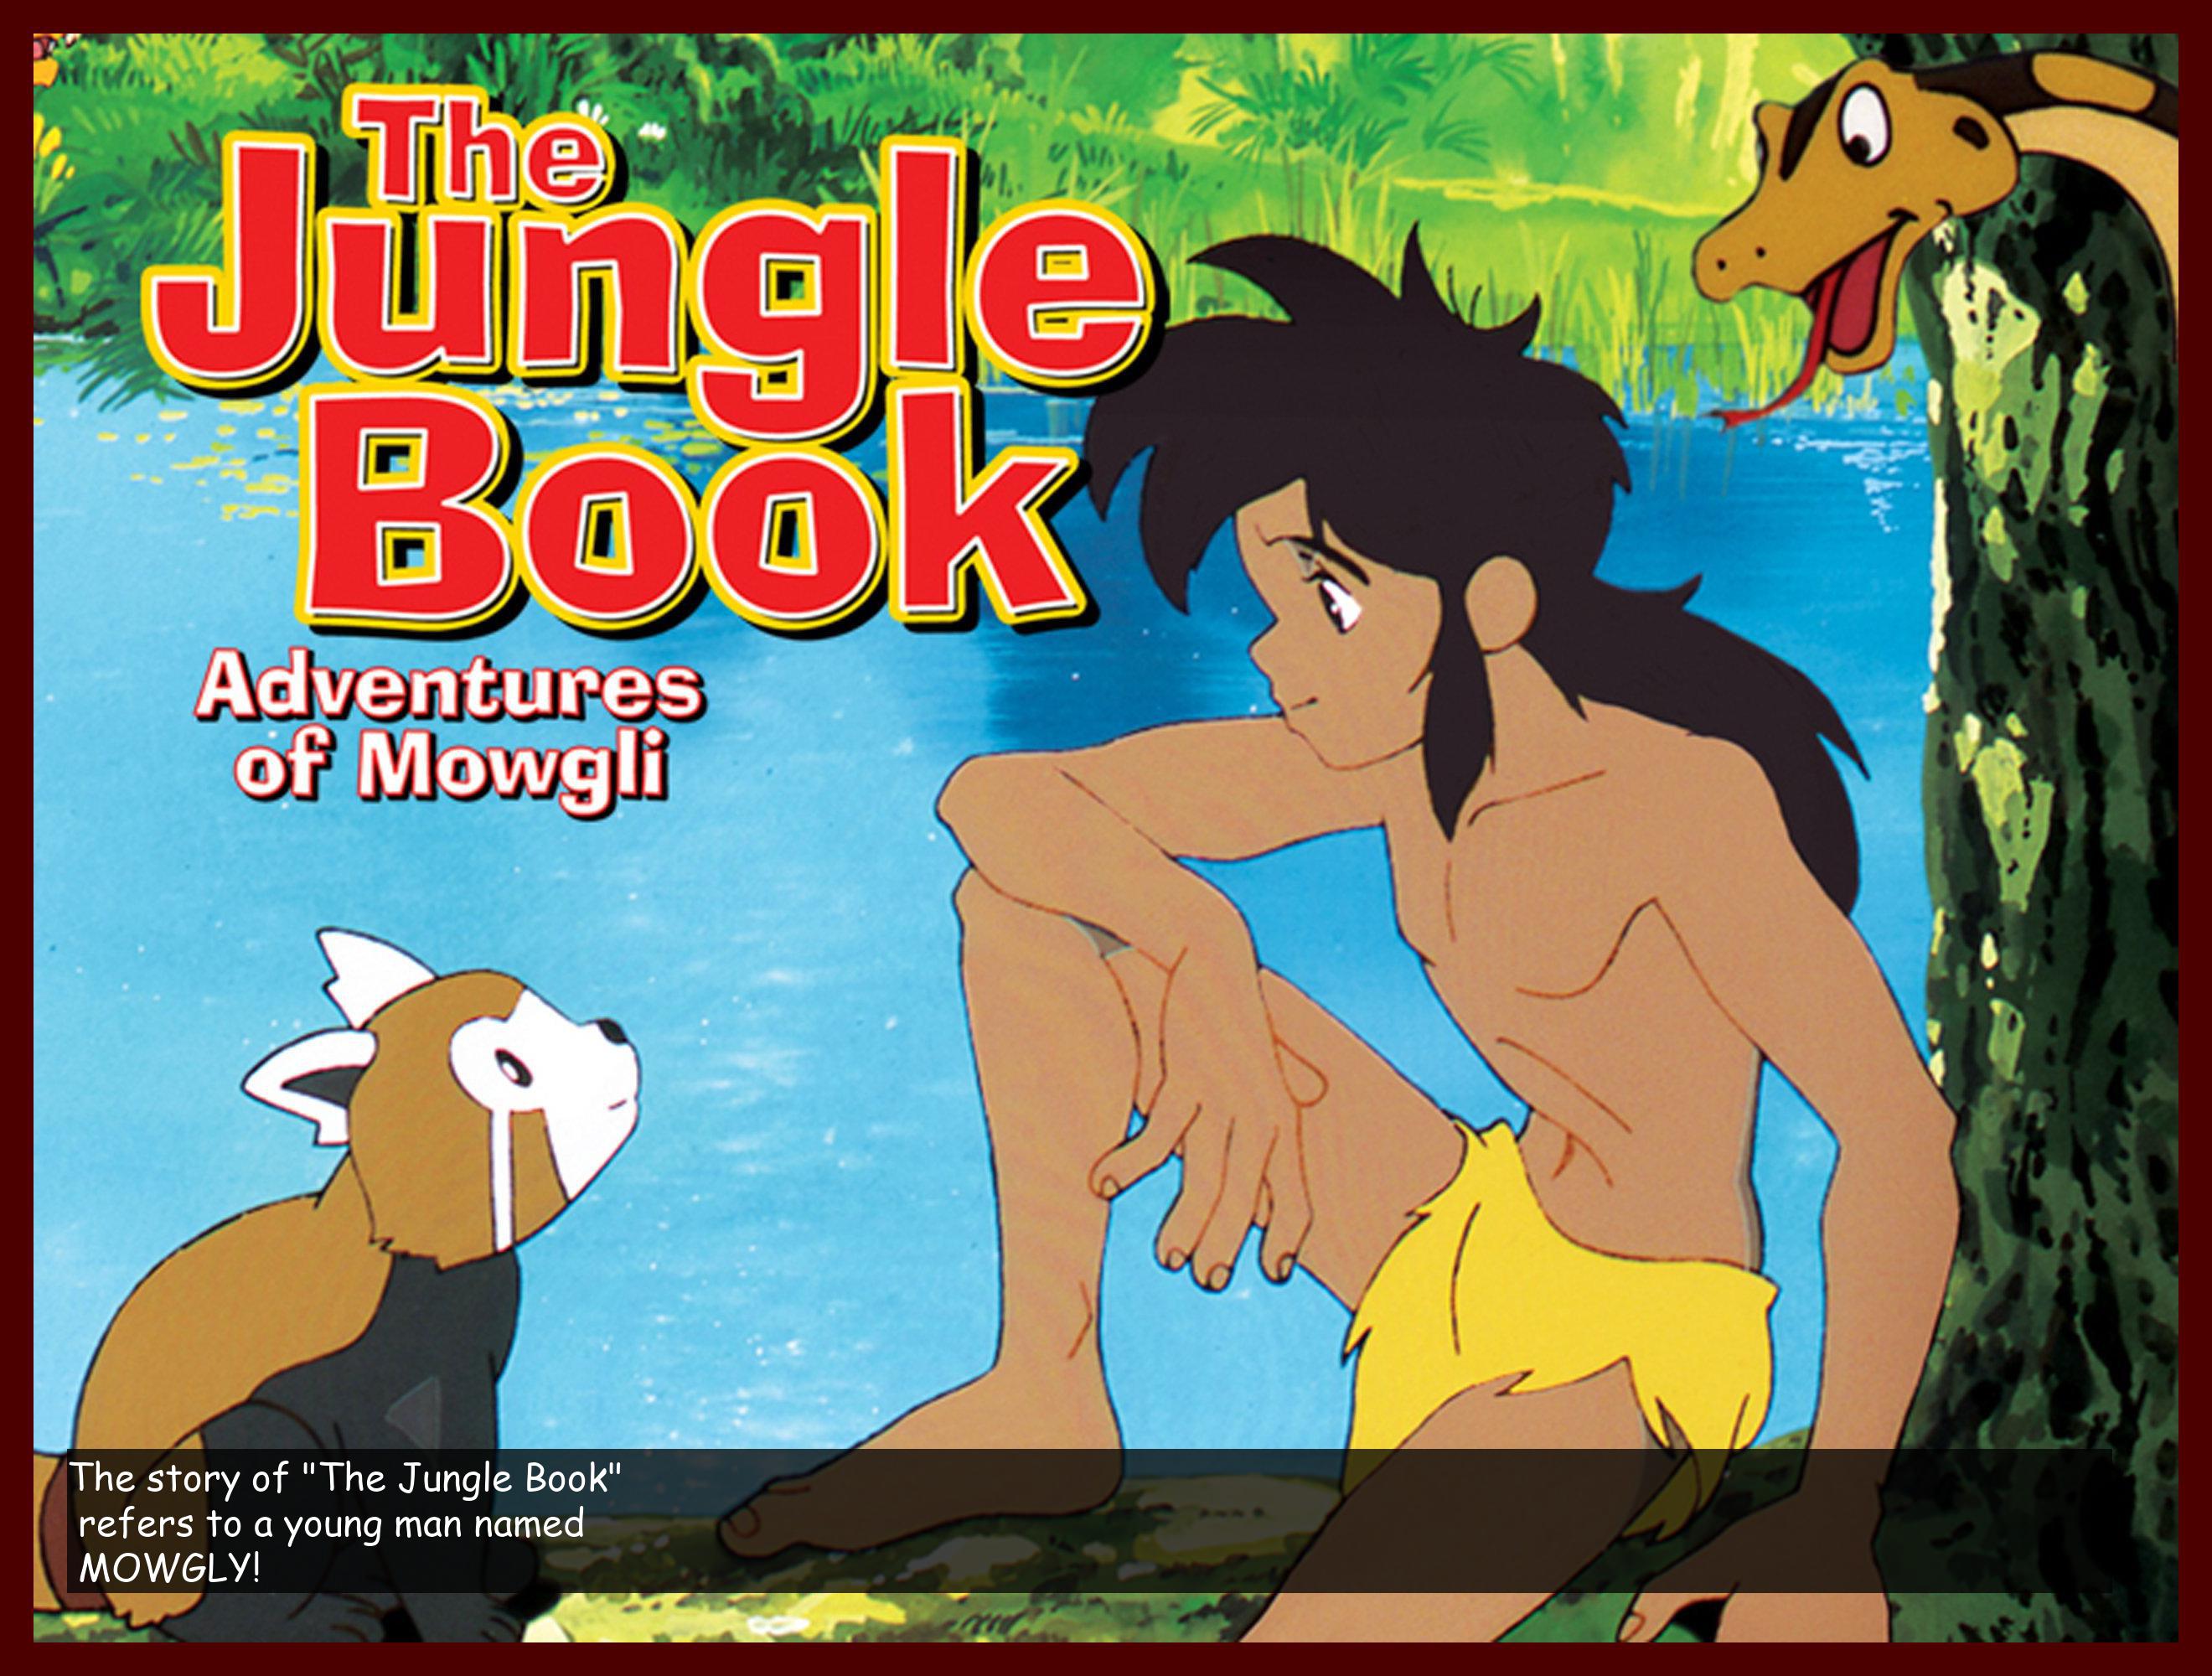 The
Jungle
Book
Adventures
of Mowgli
The story of "The Jungle Book"
refers to a young man named
MOWGLY!